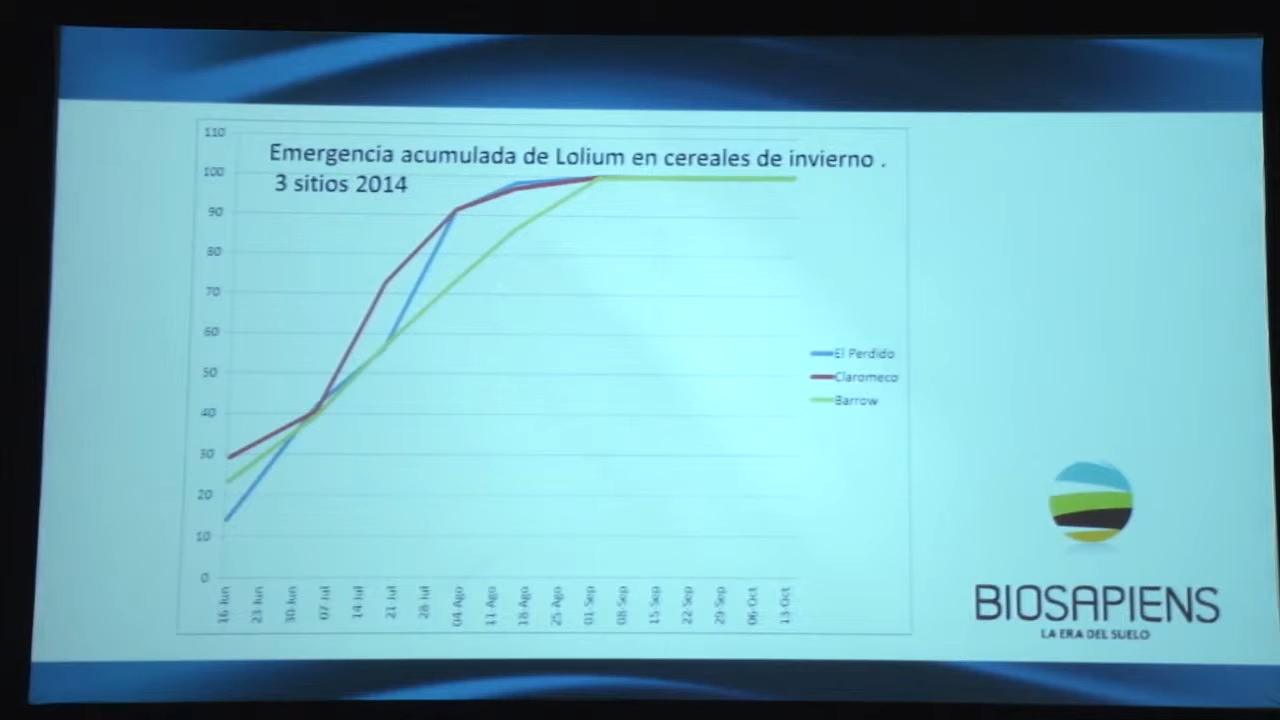 Emergencia acumulada de Lolium en cereales de invierno .
3 sitios 2014
110
100
90
80
70
60
50
40
30
20
10
0
16-Jun
23-Jun
30-Jun
07-Jul
14-Jul
21-Jul
28-Jul
04-Ago
11-Ago
18-Ago
25-Ago
01-Sep
08-Sep
15-Sep
22-Sep
29-Sep
06-Oct
13-Oct
El Perdido
Claromeco
Barrow
BIOSAPIENS
LA ERA DEL SUELO